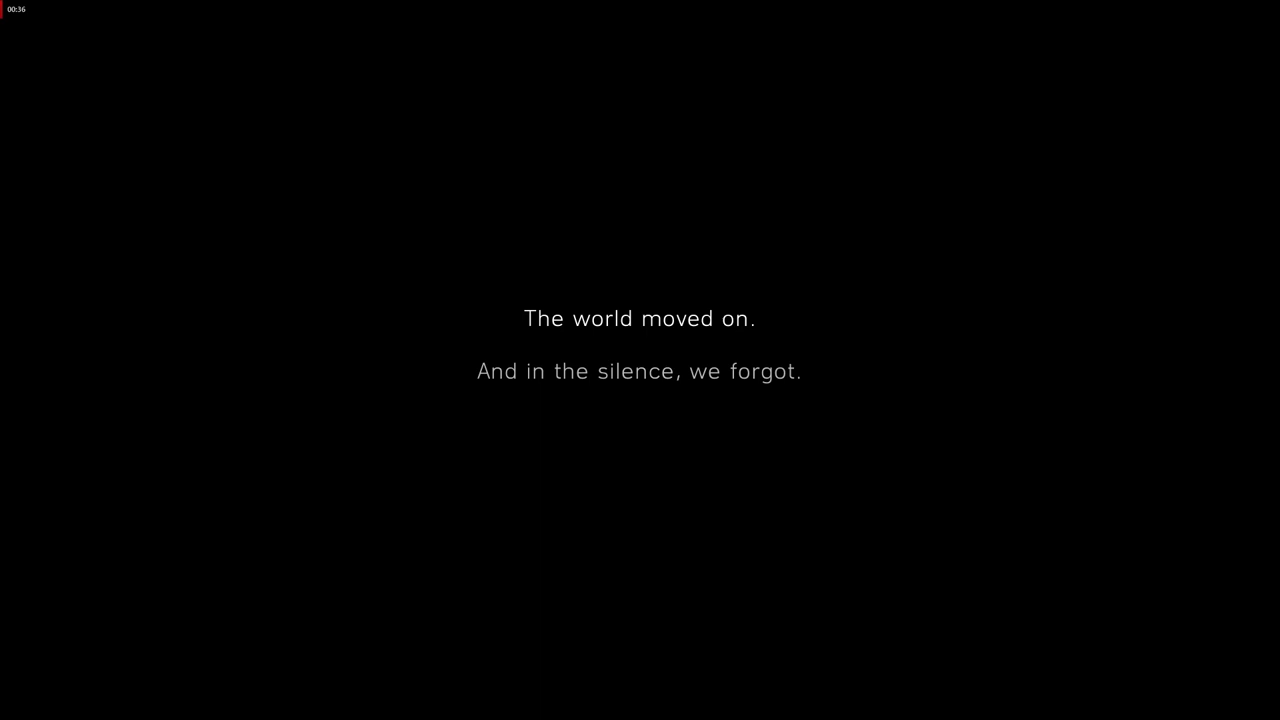 00:36
The world moved on.
And in the silence, we forgot.